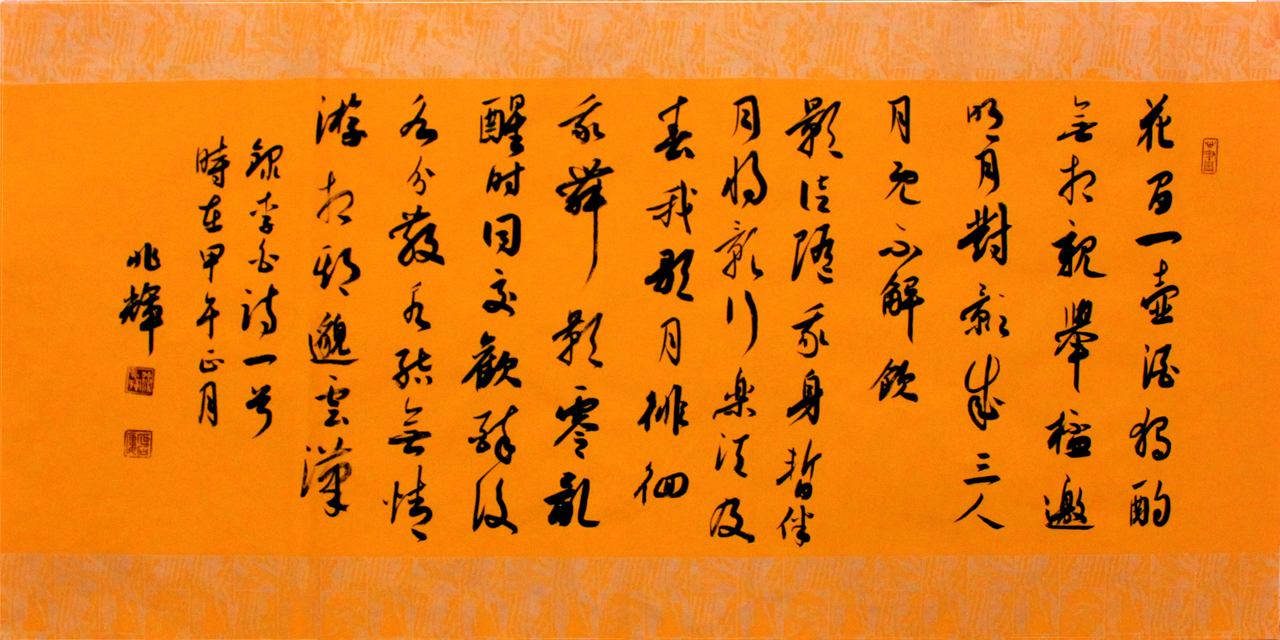 花間一壺酒獨酌
無相親舉邀
明月對影成三人
月既不解飲
影徒隨我身暫伴
月將影行樂須及
春我歌月徘徊
我舞影零亂
醒時同交歡醉後
各分散永結無情
游相期邈雲漢
錄李白詩一首
時在甲午正月
兆輝